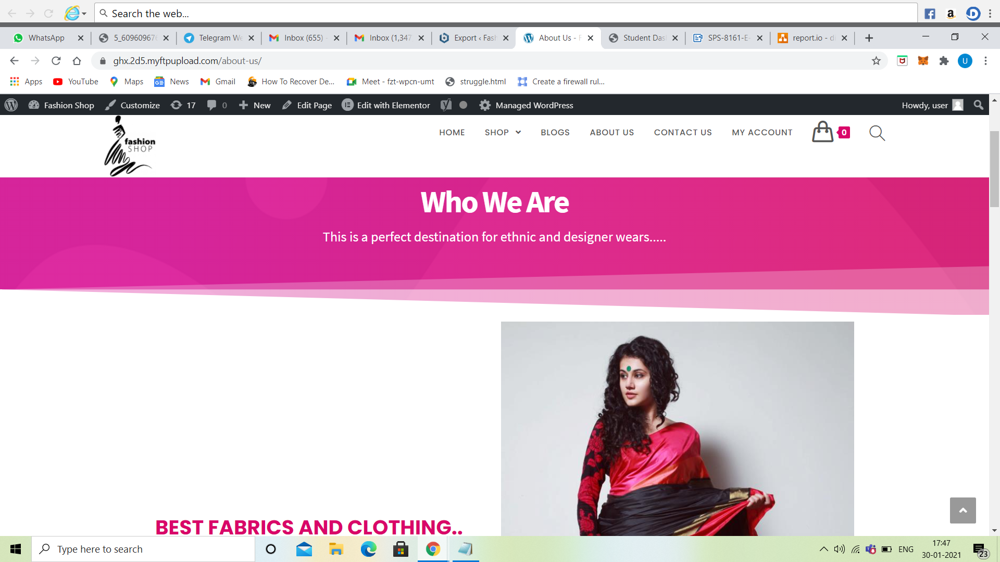 Search the web...
WhatsApp
5_609609676
Telegram We
Inbox (655) -
Inbox (1,347
Export ‹ Fash
About Us - F
Student Das
SPS-8161-E-
report.io - di
ghx.2d5.myftpupload.com/about-us/
U
Apps
YouTube
Maps
News
Gmail
How To Recover De...
Meet - fzt-wpcn-umt
struggle.html
Create a firewall rul...
Fashion Shop
Customize
17
0
New
Edit Page
Edit with Elementor
Managed WordPress
Howdy, user
fashion
SHOP
HOME
SHOP
BLOGS
ABOUT US
CONTACT US
MY ACCOUNT
0
Who We Are
This is a perfect destination for ethnic and designer wears.....
BEST FABRICS AND CLOTHING..
Type here to search
ENG
17:47
30-01-2021
23